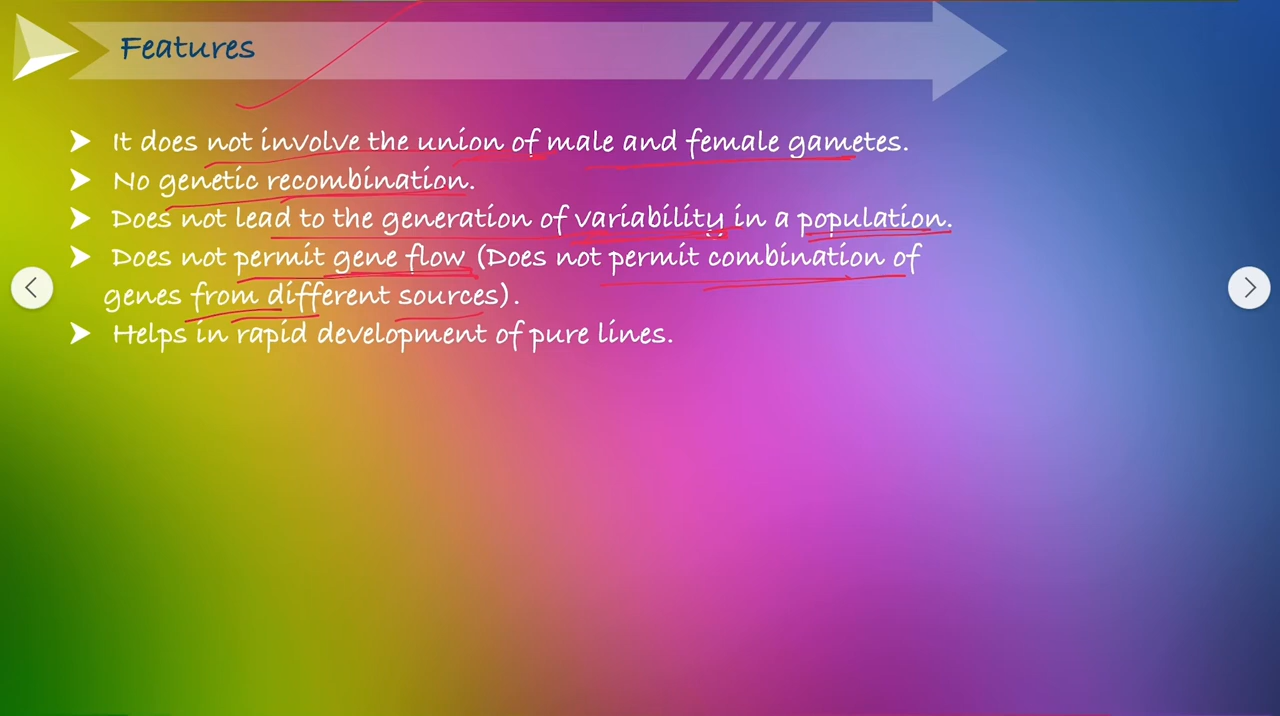 Features
➤ It does not involve the union of male and female gametes.
➤ No genetic recombination.
➤ Does not lead to the generation of variability in a population.
➤ Does not permit gene flow (Does not permit combination of
genes from different sources).
➤ Helps in rapid development of pure lines.